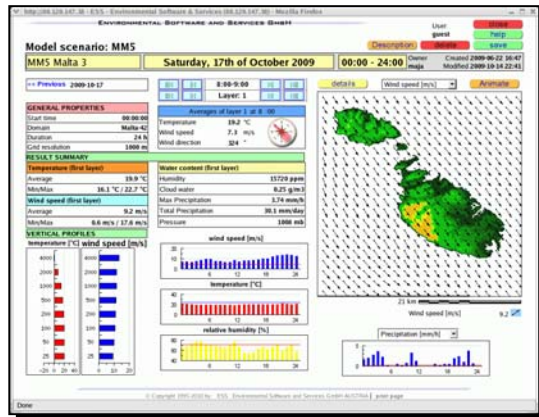 Environmental Software and Services GmbH
User
guest
close
help
Description
delete
save
Model scenario: MM5
MM5 Malta 3
Saturday, 17th of October 2009
00:00 - 24:00
Owner
maja
Created 2009-06-22 16:47
Modified 2009-10-14 22:41
<< Previous 2009-10-17
8:00-9:00
Layer: 1
details
Wind speed [m/s]
Animate
GENERAL PROPERTIES
Start time 00:00:00
Domain Malta-42
Duration 24 h
Grid resolution 1000 m
Averages of layer 1 at 8:00
Temperature 19.2 °C
Wind speed 7.3 m/s
Wind direction 324 °
RESULT SUMMARY
Temperature (first layer)
Average 19.9 °C
Min/Max 16.1 °C / 22.7 °C
Wind speed (first layer)
Average 9.2 m/s
Min/Max 0.6 m/s / 17.6 m/s
Water content (first layer)
Humidity 15720 ppm
Cloud water 0.25 g/m3
Max Precipitation 3.74 mm/h
Total Precipitation 30.1 mm/day
Pressure 1008 mb
VERTICAL PROFILES
temperature [°C] wind speed [m/s]
wind speed [m/s]
temperature [°C]
relative humidity [%]
21 km
Wind speed [m/s] 9.2
Precipitation [mm/h]
Done